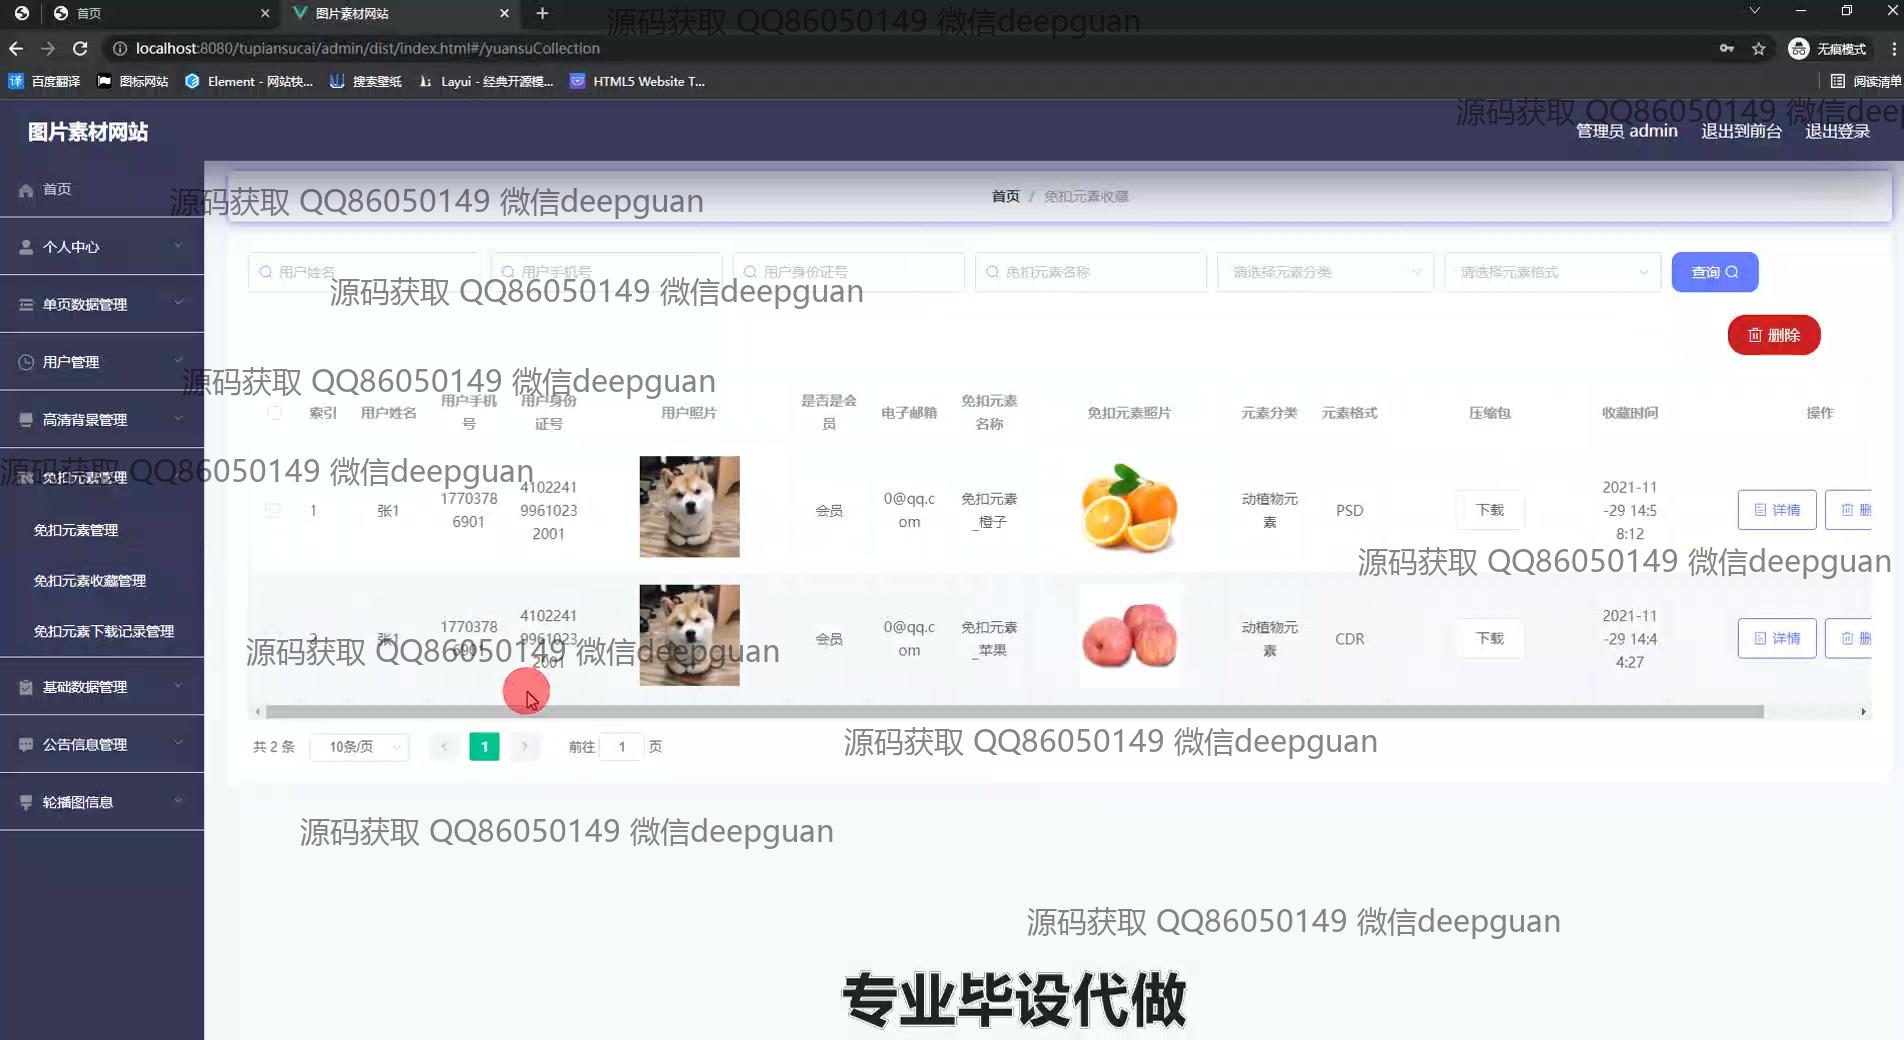 首页
图片素材网站
源码获取 QQ86050149 微信deepguan
localhost:8080/tupiansucai/admin/dist/index.html#/yuansuCollection
无痕模式
百度翻译
图标网站
Element - 网站快...
搜索壁纸
Layui - 经典开源模...
HTML5 Website T...
阅读清单
源码获取 QQ86050149 微信dee
图片素材网站
管理员 admin
退出到前台
退出登录
首页
个人中心
单页数据管理
用户管理
高清背景管理
免扣元素管理
免扣元素管理
免扣元素收藏管理
免扣元素下载记录管理
基础数据管理
公告信息管理
轮播图信息
源码获取 QQ86050149 微信deepguan
首页 / 免扣元素收藏
用户姓名
用户手机号
用户身份证号
免扣元素名称
请选择元素分类
请选择元素格式
查询
源码获取 QQ86050149 微信deepguan
删除
源码获取 QQ86050149 微信deepguan
索引
用户姓名
用户手机
号
用户身份
证号
用户照片
是否是会
员
电子邮箱
免扣元素
名称
免扣元素照片
元素分类
元素格式
压缩包
收藏时间
操作
源码获取 QQ86050149 微信deepguan
1
张1
1770378
6901
4102241
9961023
2001
会员
0@qq.c
om
免扣元素
_橙子
动植物元
素
PSD
下载
2021-11
-29 14:5
8:12
详情
删
源码获取 QQ86050149 微信deepguan
2
张1
1770378
6901
4102241
9961023
2001
会员
0@qq.c
om
免扣元素
_苹果
动植物元
素
CDR
下载
2021-11
-29 14:4
4:27
详情
删
源码获取 QQ86050149 微信deepguan
共 2 条
10条/页
1
前往 1 页
源码获取 QQ86050149 微信deepguan
源码获取 QQ86050149 微信deepguan
源码获取 QQ86050149 微信deepguan
专业毕设代做